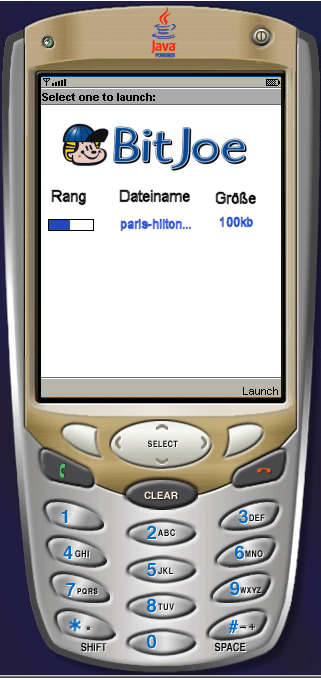 Java
POWERED
Select one to launch:
BitJoe
Rang Dateiname Größe
paris-hilton... 100kb
Launch
SELECT
CLEAR
1 2 ABC 3 DEF
4 GHI 5 JKL 6 MNO
7 PQRS 8 TUV 9 WXYZ
* . 0 # - +
SHIFT SPACE